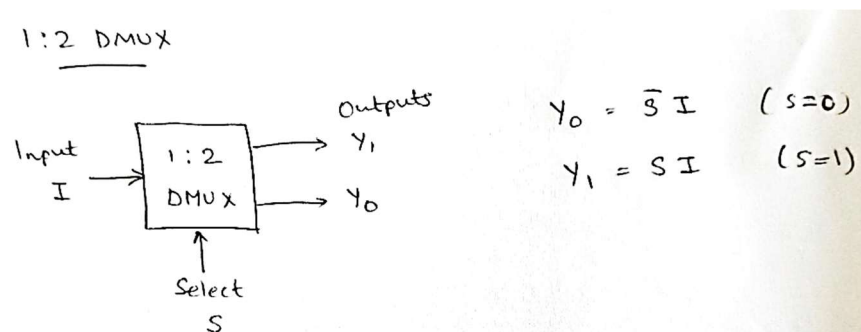 1:2 DMUX
Outputs
Input
I
1:2
DMUX
Y₁
Y₀
Select
S
Y₀ = S̅ I (S=0)
Y₁ = S I (S=1)